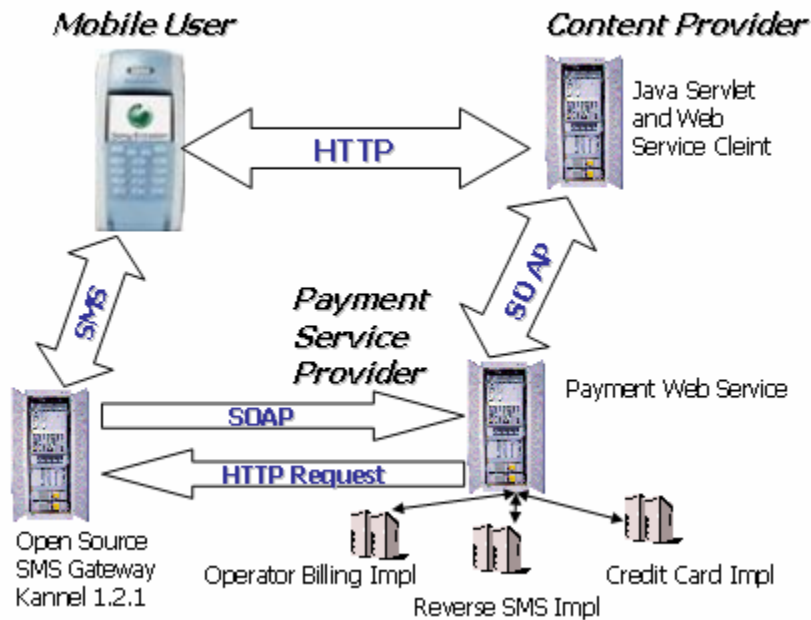 Mobile User
Content Provider
Java Servlet
and Web
Service Cleint
HTTP
SMS
SOAP
Payment
Service
Provider
Payment Web Service
SOAP
HTTP Request
Open Source
SMS Gateway
Kannel 1.2.1
Operator Billing Impl
Reverse SMS Impl
Credit Card Impl